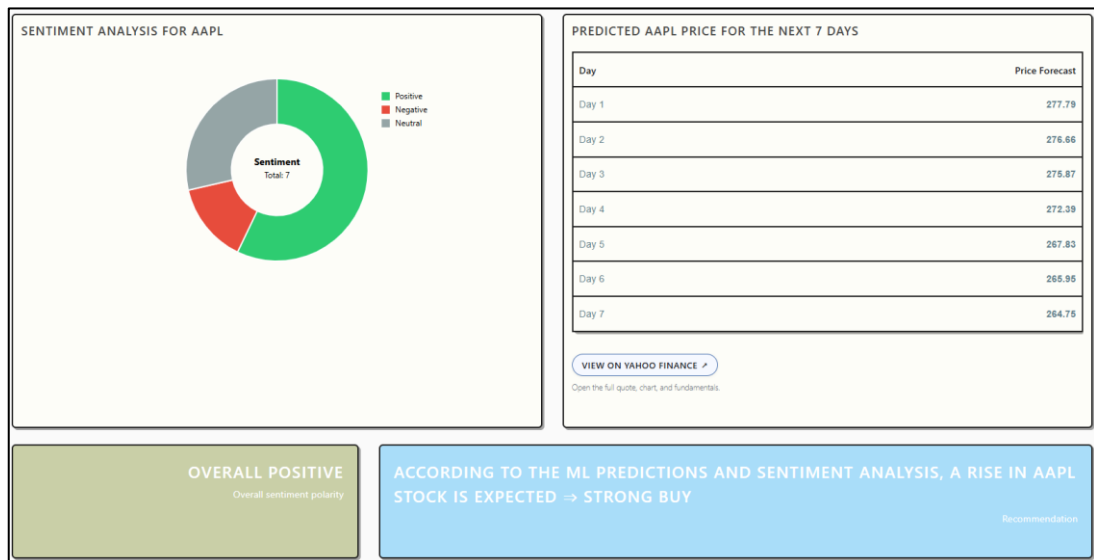 SENTIMENT ANALYSIS FOR AAPL
Positive
Negative
Neutral
Sentiment
Total: 7
PREDICTED AAPL PRICE FOR THE NEXT 7 DAYS
Day Price Forecast
Day 1 277.79
Day 2 276.66
Day 3 275.87
Day 4 272.39
Day 5 267.83
Day 6 265.95
Day 7 264.75
VIEW ON YAHOO FINANCE ↗
Open the full quote, chart, and fundamentals.
OVERALL POSITIVE
Overall sentiment polarity
ACCORDING TO THE ML PREDICTIONS AND SENTIMENT ANALYSIS, A RISE IN AAPL
STOCK IS EXPECTED ⇒ STRONG BUY
Recommendation